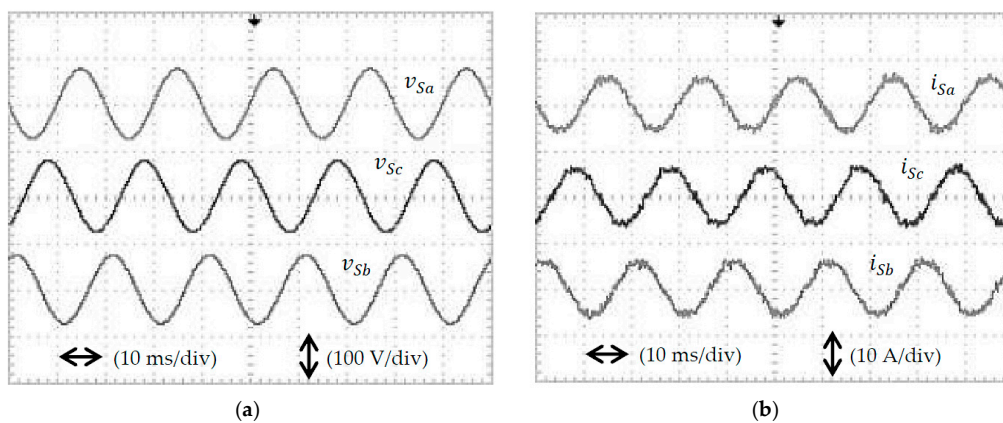 v_Sa
v_Sc
v_Sb
(10 ms/div)
(100 V/div)
(a)
i_Sa
i_Sc
i_Sb
(10 ms/div)
(10 A/div)
(b)